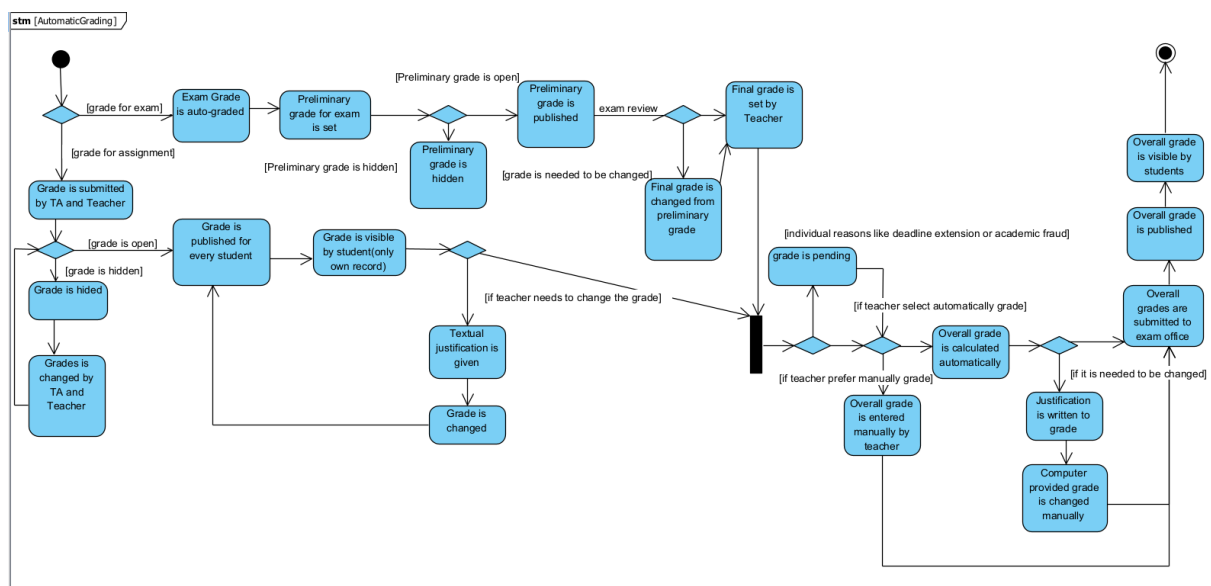 stm [AutomaticGrading]
[grade for exam]
Exam Grade
is auto-graded
Preliminary
grade for exam
is set
[Preliminary grade is open]
Preliminary
grade is
published
exam review
Final grade is
set by
Teacher
[grade for assignment]
[Preliminary grade is hidden]
Preliminary
grade is
hidden
[grade is needed to be changed]
Final grade is
changed from
preliminary
grade
Overall grade
is visible by
students
Grade is submitted
by TA and Teacher
[grade is open]
[grade is hidden]
Grade is
published for
every student
Grade is visible
by student(only
own record)
[individual reasons like deadline extension or academic fraud]
Overall grade
is published
grade is pending
Grade is hided
[if teacher needs to change the grade]
[if teacher select automatically grade]
Overall
grades are
submitted to
exam office
Textual
justification is
given
Overall grade
is calculated
automatically
Grades is
changed by
TA and
Teacher
[if teacher prefer manually grade]
[if it is needed to be changed]
Grade is
changed
Overall grade
is entered
manually by
teacher
Justification
is written to
grade
Computer
provided grade
is changed
manually